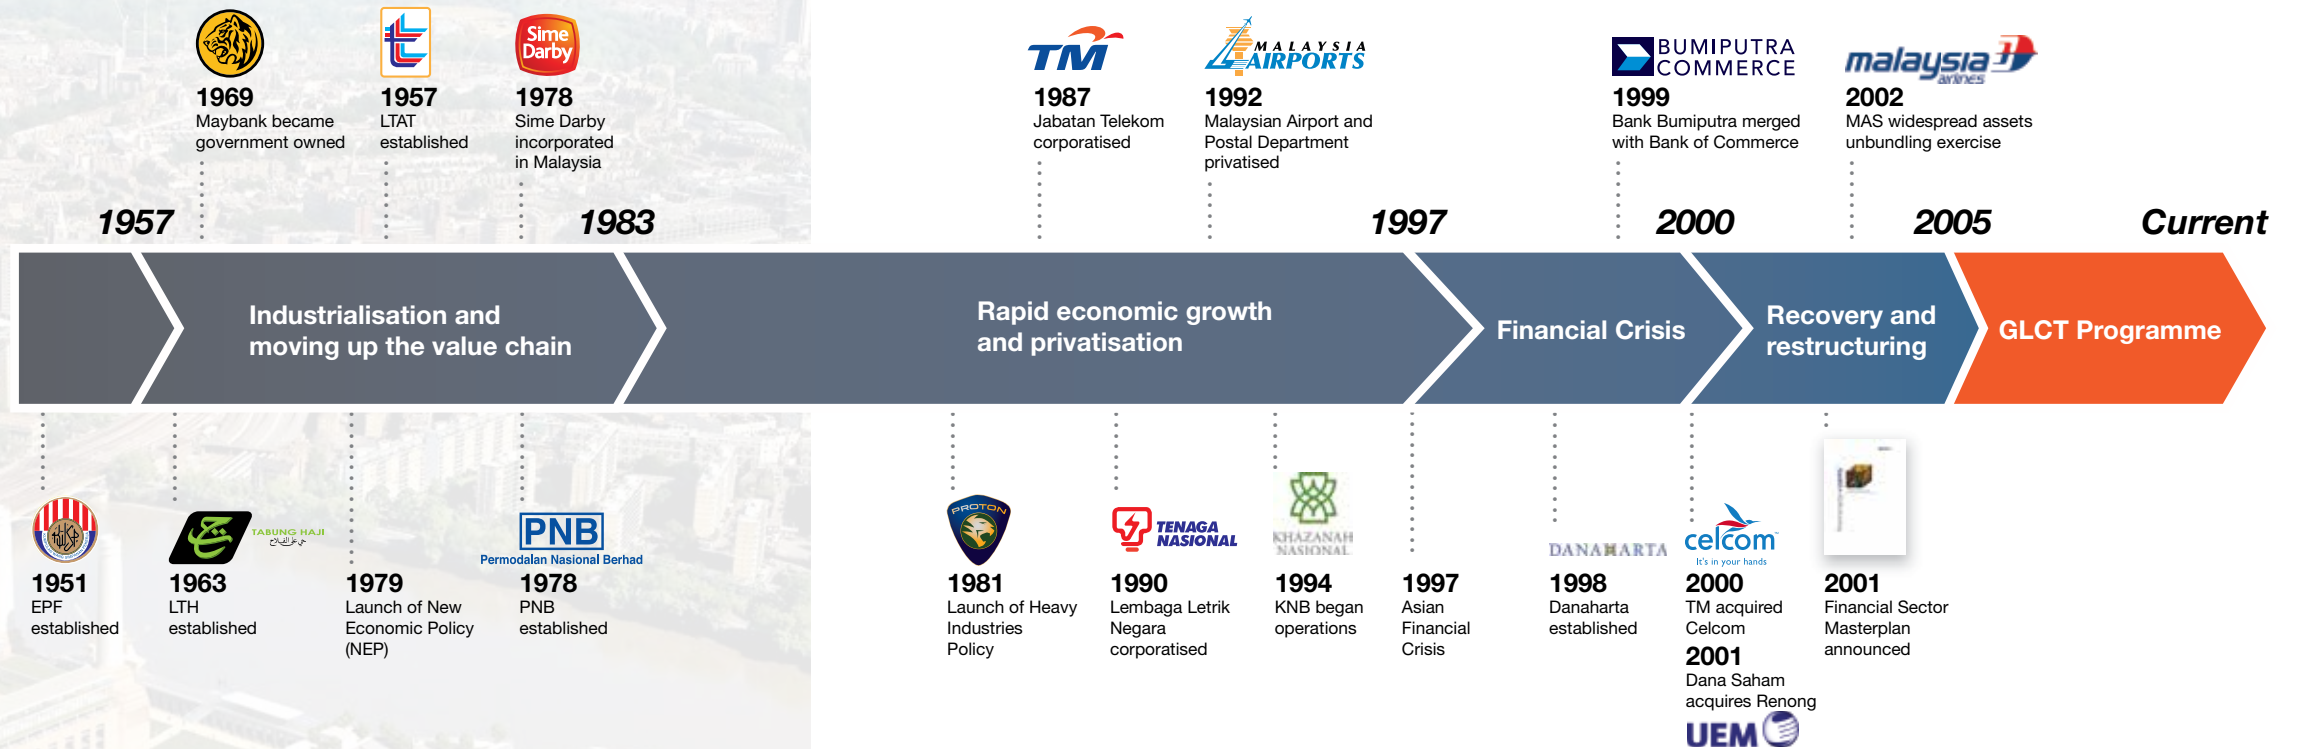 Sime
Darby
TM
MALAYSIA
AIRPORTS
BUMIPUTRA
COMMERCE
malaysia
airlines
1969
Maybank became
government owned
1957
LTAT
established
1978
Sime Darby
incorporated
in Malaysia
1987
Jabatan Telekom
corporatised
1992
Malaysian Airport and
Postal Department
privatised
1999
Bank Bumiputra merged
with Bank of Commerce
2002
MAS widespread assets
unbundling exercise
1957
1983
1997
2000
2005
Current
Industrialisation and
moving up the value chain
Rapid economic growth
and privatisation
Financial Crisis
Recovery and
restructuring
GLCT Programme
TABUNG HAJI
حي على الفلاح
PNB
Permodalan Nasional Berhad
PROTON
TENAGA
NASIONAL
KHAZANAH
NASIONAL
DANAHARTA
celcom
It's in your hands
1951
EPF
established
1963
LTH
established
1979
Launch of New
Economic Policy
(NEP)
1978
PNB
established
1981
Launch of Heavy
Industries
Policy
1990
Lembaga Letrik
Negara
corporatised
1994
KNB began
operations
1997
Asian
Financial
Crisis
1998
Danaharta
established
2000
TM acquired
Celcom
2001
Dana Saham
acquires Renong
UEM
2001
Financial Sector
Masterplan
announced